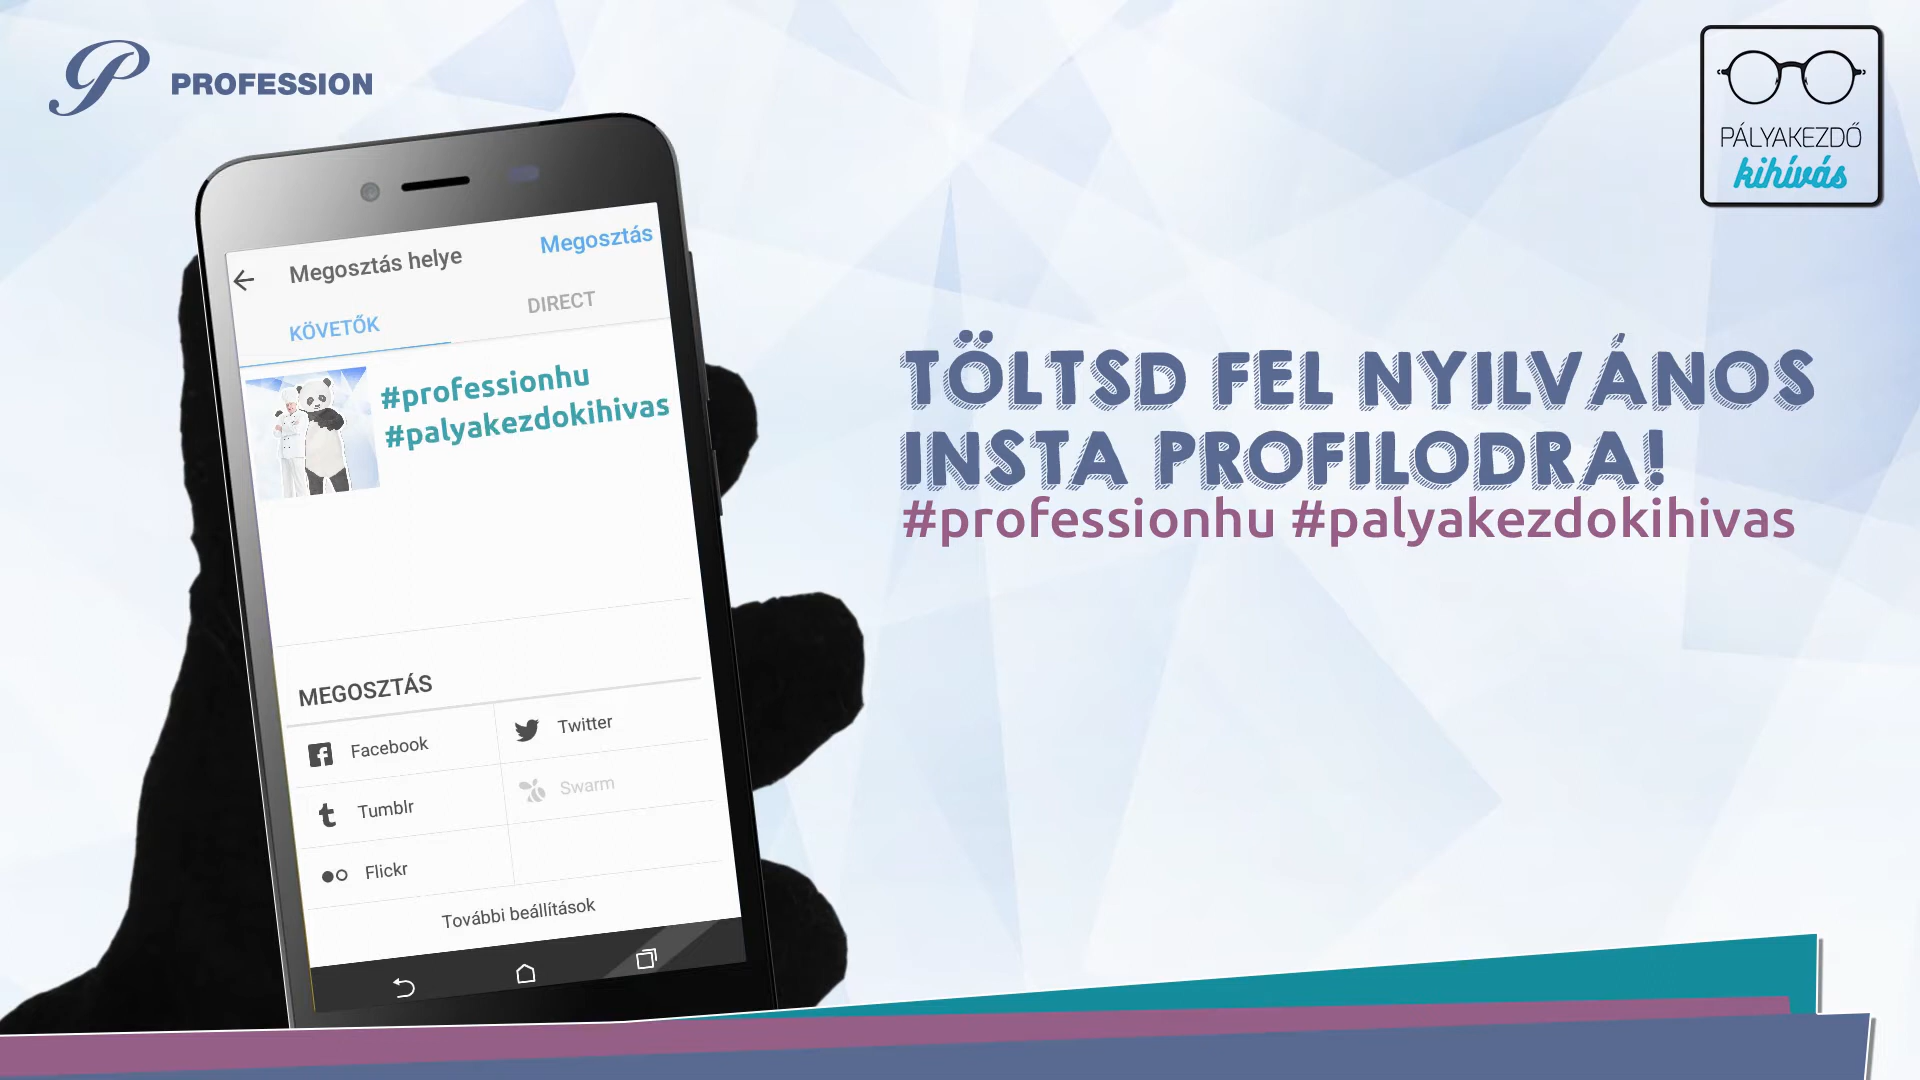 PROFESSION
PÁLYAKEZDŐ
kihívás
Megosztás helye
Megosztás
KÖVETŐK
DIRECT
#professionhu
#palyakezdokihivas
MEGOSZTÁS
Facebook
Twitter
Tumblr
Swarm
Flickr
További beállítások
TÖLTSD FEL NYILVÁNOS
INSTA PROFILODRA!
#professionhu #palyakezdokihivas